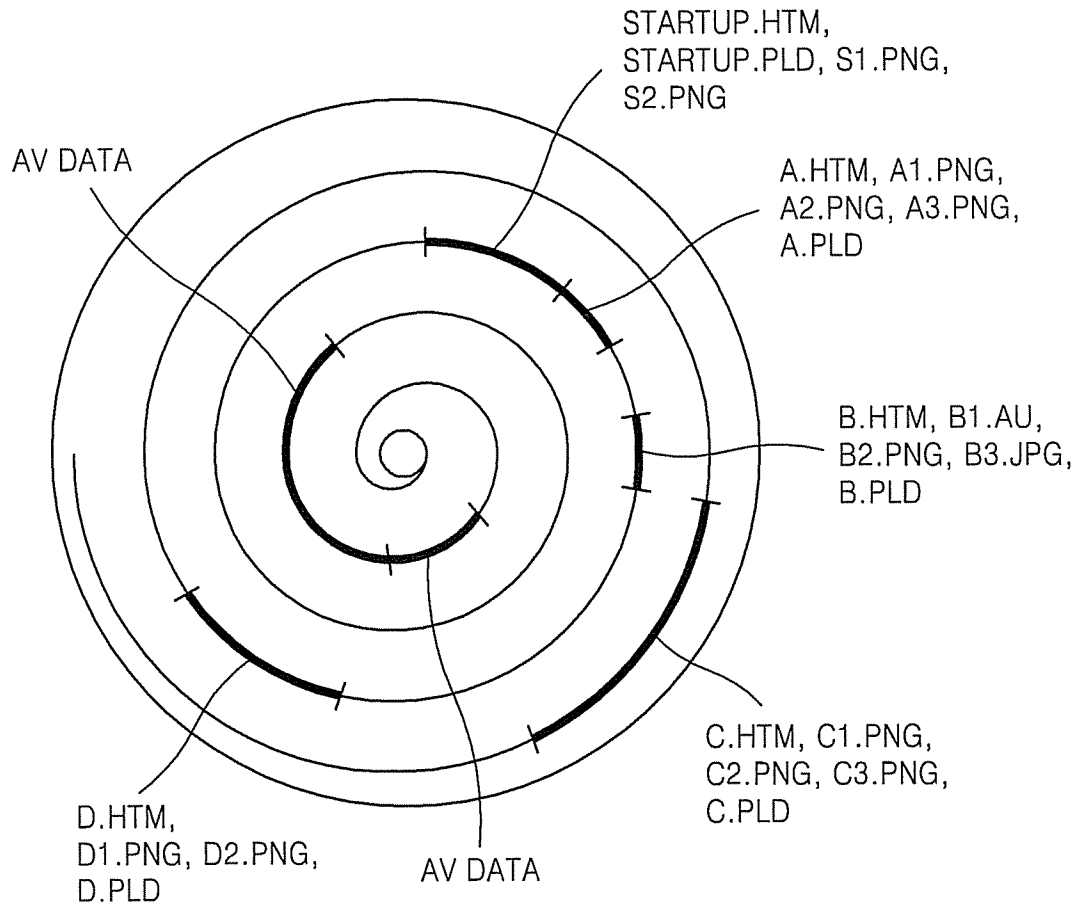 STARTUP.HTM,
STARTUP.PLD, S1.PNG,
S2.PNG
AV DATA
A.HTM, A1.PNG,
A2.PNG, A3.PNG,
A.PLD
B.HTM, B1.AU,
B2.PNG, B3.JPG,
B.PLD
C.HTM, C1.PNG,
C2.PNG, C3.PNG,
C.PLD
D.HTM,
D1.PNG, D2.PNG,
D.PLD
AV DATA